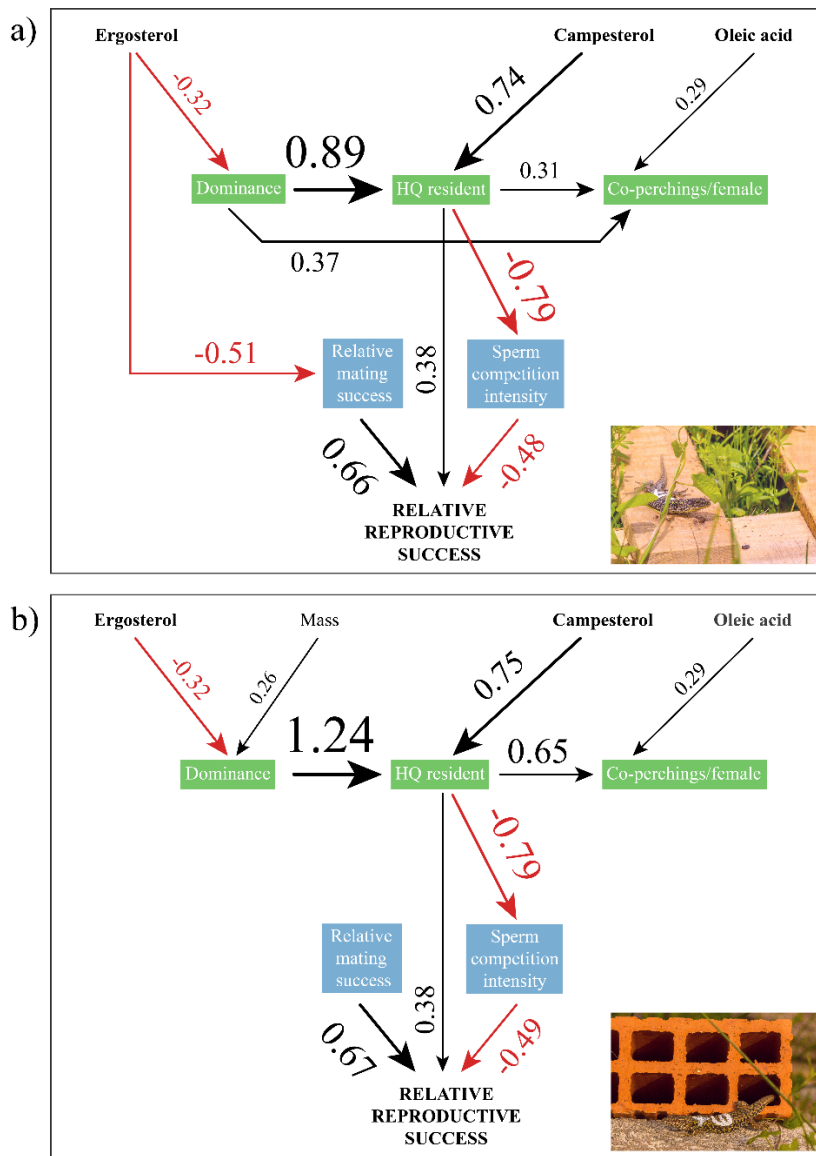 a)
Ergosterol
Campesterol
Oleic acid
-0.32
0.74
0.29
0.89
0.31
Dominance
HQ resident
Co-perchings/female
0.37
-0.79
-0.51
Relative
mating
success
0.38
Sperm
compctition
intensity
0.66
-0.48
RELATIVE
REPRODUCTIVE
SUCCESS
b)
Ergosterol
Mass
Campesterol
Oleic acid
-0.32
0.26
0.75
0.29
1.24
0.65
Dominance
HQ resident
Co-perchings/female
-0.79
Relative
mating
success
Sperm
compctition
intensity
0.38
0.67
-0.49
RELATIVE
REPRODUCTIVE
SUCCESS